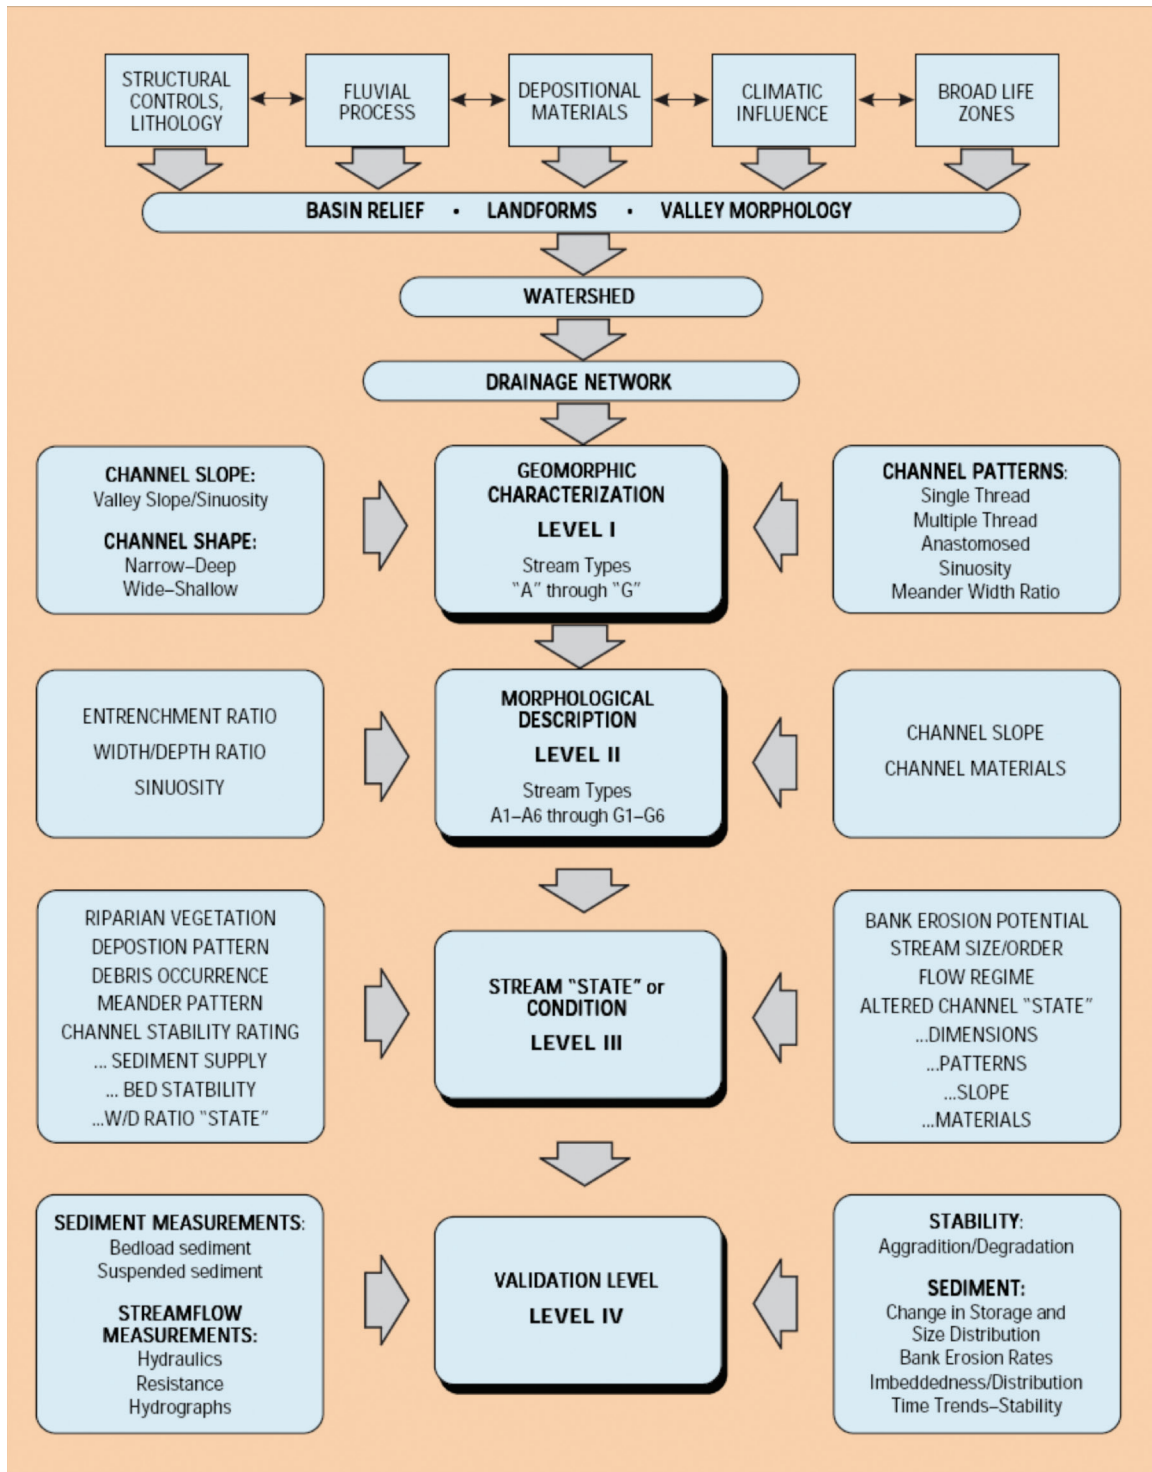 STRUCTURAL
CONTROLS,
LITHOLOGY
FLUVIAL
PROCESS
DEPOSITIONAL
MATERIALS
CLIMATIC
INFLUENCE
BROAD LIFE
ZONES
BASIN RELIEF • LANDFORMS • VALLEY MORPHOLOGY
WATERSHED
DRAINAGE NETWORK
CHANNEL SLOPE:
Valley Slope/Sinuosity
CHANNEL SHAPE:
Narrow–Deep
Wide–Shallow
GEOMORPHIC
CHARACTERIZATION
LEVEL I
Stream Types
“A” through “G”
CHANNEL PATTERNS:
Single Thread
Multiple Thread
Anastomosed
Sinuosity
Meander Width Ratio
ENTRENCHMENT RATIO
WIDTH/DEPTH RATIO
SINUOSITY
MORPHOLOGICAL
DESCRIPTION
LEVEL II
Stream Types
A1–A6 through G1–G6
CHANNEL SLOPE
CHANNEL MATERIALS
RIPARIAN VEGETATION
DEPOSTION PATTERN
DEBRIS OCCURRENCE
MEANDER PATTERN
CHANNEL STABILITY RATING
... SEDIMENT SUPPLY
... BED STATBILITY
...W/D RATIO “STATE”
STREAM “STATE” or
CONDITION
LEVEL III
BANK EROSION POTENTIAL
STREAM SIZE/ORDER
FLOW REGIME
ALTERED CHANNEL “STATE”
...DIMENSIONS
...PATTERNS
...SLOPE
...MATERIALS
SEDIMENT MEASUREMENTS:
Bedload sediment
Suspended sediment
STREAMFLOW
MEASUREMENTS:
Hydraulics
Resistance
Hydrographs
VALIDATION LEVEL
LEVEL IV
STABILITY:
Aggradition/Degradation
SEDIMENT:
Change in Storage and
Size Distribution
Bank Erosion Rates
Imbeddedness/Distribution
Time Trends–Stability